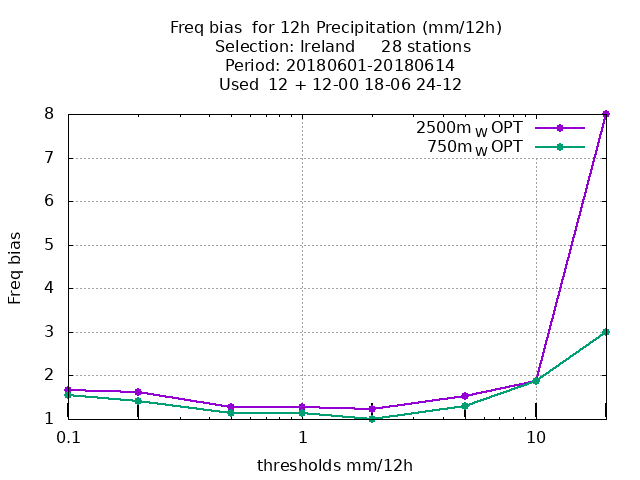 Freq bias  for 12h Precipitation (mm/12h)
Selection: Ireland     28 stations
Period: 20180601-20180614
Used  12 + 12-00 18-06 24-12
2500m W OPT
750m W OPT
8
7
6
5
4
3
2
1
Freq bias
0.1
1
10
thresholds mm/12h